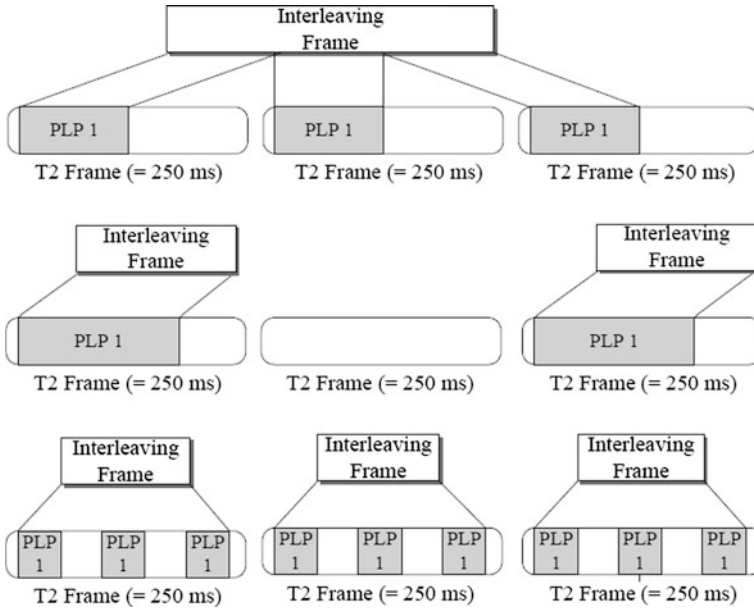 Interleaving
Frame
PLP 1 PLP 1 PLP 1
T2 Frame (= 250 ms) T2 Frame (= 250 ms) T2 Frame (= 250 ms)
Interleaving Interleaving
Frame Frame
PLP 1 PLP 1
T2 Frame (= 250 ms) T2 Frame (= 250 ms) T2 Frame (= 250 ms)
Interleaving Interleaving Interleaving
Frame Frame Frame
PLP PLP PLP PLP PLP PLP PLP PLP PLP
1 1 1 1 1 1 1 1 1
T2 Frame (= 250 ms) T2 Frame (= 250 ms) T2 Frame (= 250 ms)